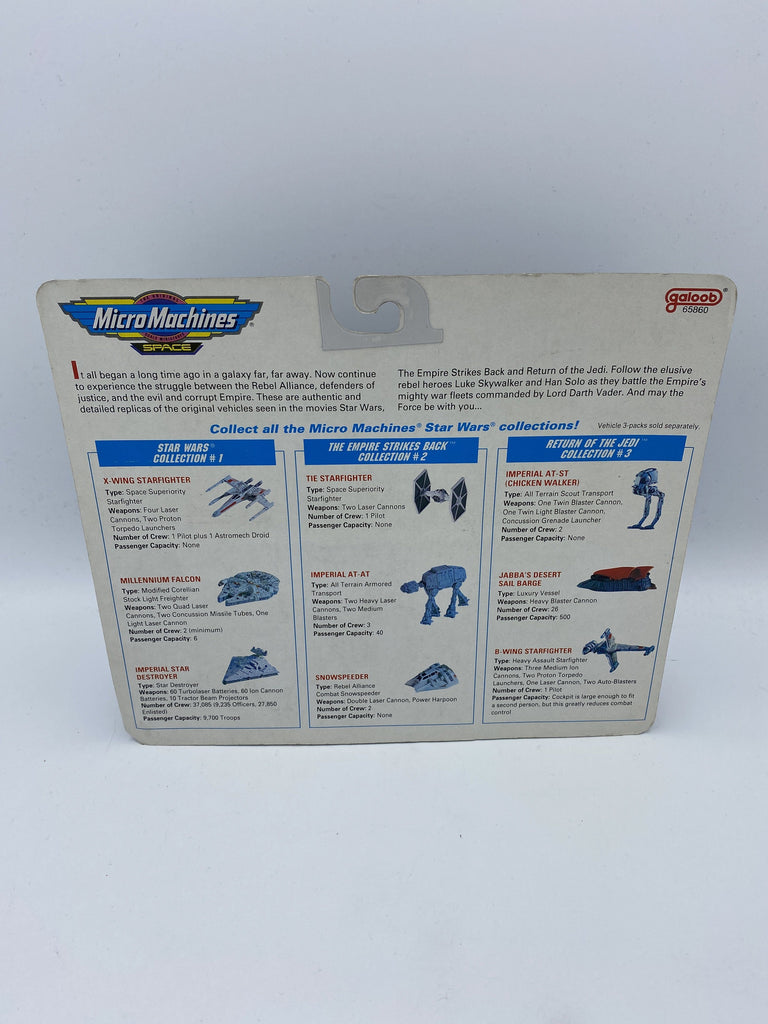 THE ORIGINAL
MicroMachines®
SPACE
galoob®
65860
It all began a long time ago in a galaxy far, far away. Now continue
to experience the struggle between the Rebel Alliance, defenders of
justice, and the evil and corrupt Empire. These are authentic and
detailed replicas of the original vehicles seen in the movies Star Wars,
The Empire Strikes Back and Return of the Jedi. Follow the elusive
rebel heroes Luke Skywalker and Han Solo as they battle the Empire's
mighty war fleets commanded by Lord Darth Vader. And may the
Force be with you...
Collect all the Micro Machines® Star Wars® collections!
Vehicle 3-packs sold separately.
STAR WARS®
COLLECTION #1
X-WING STARFIGHTER
Type: Space Superiority
Starfighter
Weapons: Four Laser
Cannons, Two Proton
Torpedo Launchers
Number of Crew: 1 Pilot plus 1 Astromech Droid
Passenger Capacity: None
MILLENNIUM FALCON
Type: Modified Corellian
Stock Light Freighter
Weapons: Two Quad Laser
Cannons, Two Concussion Missile Tubes, One
Light Laser Cannon
Number of Crew: 2 (minimum)
Passenger Capacity: 6
IMPERIAL STAR
DESTROYER
Type: Star Destroyer
Weapons: 60 Turbolaser Batteries, 60 Ion Cannon
Batteries, 10 Tractor Beam Projectors
Number of Crew: 37,085 (9,235 Officers, 27,850
Enlisted)
Passenger Capacity: 9,700 Troops
THE EMPIRE STRIKES BACK™
COLLECTION #2
TIE STARFIGHTER
Type: Space Superiority
Starfighter
Weapons: Two Laser Cannons
Number of Crew: 1 Pilot
Passenger Capacity: None
IMPERIAL AT-AT
Type: All Terrain Armored
Transport
Weapons: Two Heavy Laser
Cannons, Two Medium
Blasters
Number of Crew: 3
Passenger Capacity: 40
SNOWSPEEDER
Type: Rebel Alliance
Combat Snowspeeder
Weapons: Double Laser Cannon, Power Harpoon
Number of Crew: 2
Passenger Capacity: None
RETURN OF THE JEDI™
COLLECTION #3
IMPERIAL AT-ST
(CHICKEN WALKER)
Type: All Terrain Scout Transport
Weapons: One Twin Blaster Cannon,
One Twin Light Blaster Cannon,
Concussion Grenade Launcher
Number of Crew: 2
Passenger Capacity: None
JABBA'S DESERT
SAIL BARGE
Type: Luxury Vessel
Weapons: Heavy Blaster Cannon
Number of Crew: 26
Passenger Capacity: 500
B-WING STARFIGHTER
Type: Heavy Assault Starfighter
Weapons: Three Medium Ion
Cannons, Two Proton Torpedo
Launchers, One Laser Cannon, Two Auto-Blasters
Number of Crew: 1 Pilot
Passenger Capacity: Cockpit is large enough to fit
a second person, but this greatly reduces combat
control.